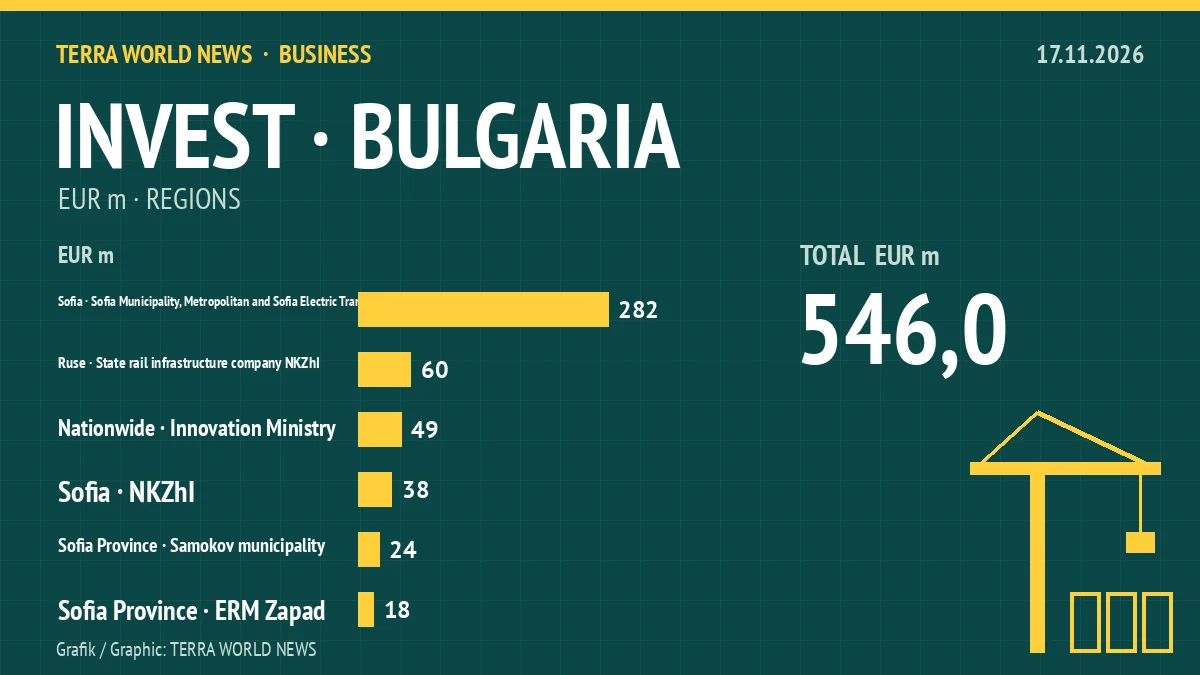 TERRA WORLD NEWS · BUSINESS
17.11.2026
INVEST · BULGARIA
EUR m · REGIONS
EUR m
TOTAL EUR m
546,0
Sofia · Sofia Municipality, Metropolitan and Sofia Electric 282
Ruse · State rail infrastructure company NKZhI 60
Nationwide · Innovation Ministry 49
Sofia · NKZhI 38
Sofia Province · Samokov municipality 24
Sofia Province · ERM Zapad 18
Grafik / Graphic: TERRA WORLD NEWS